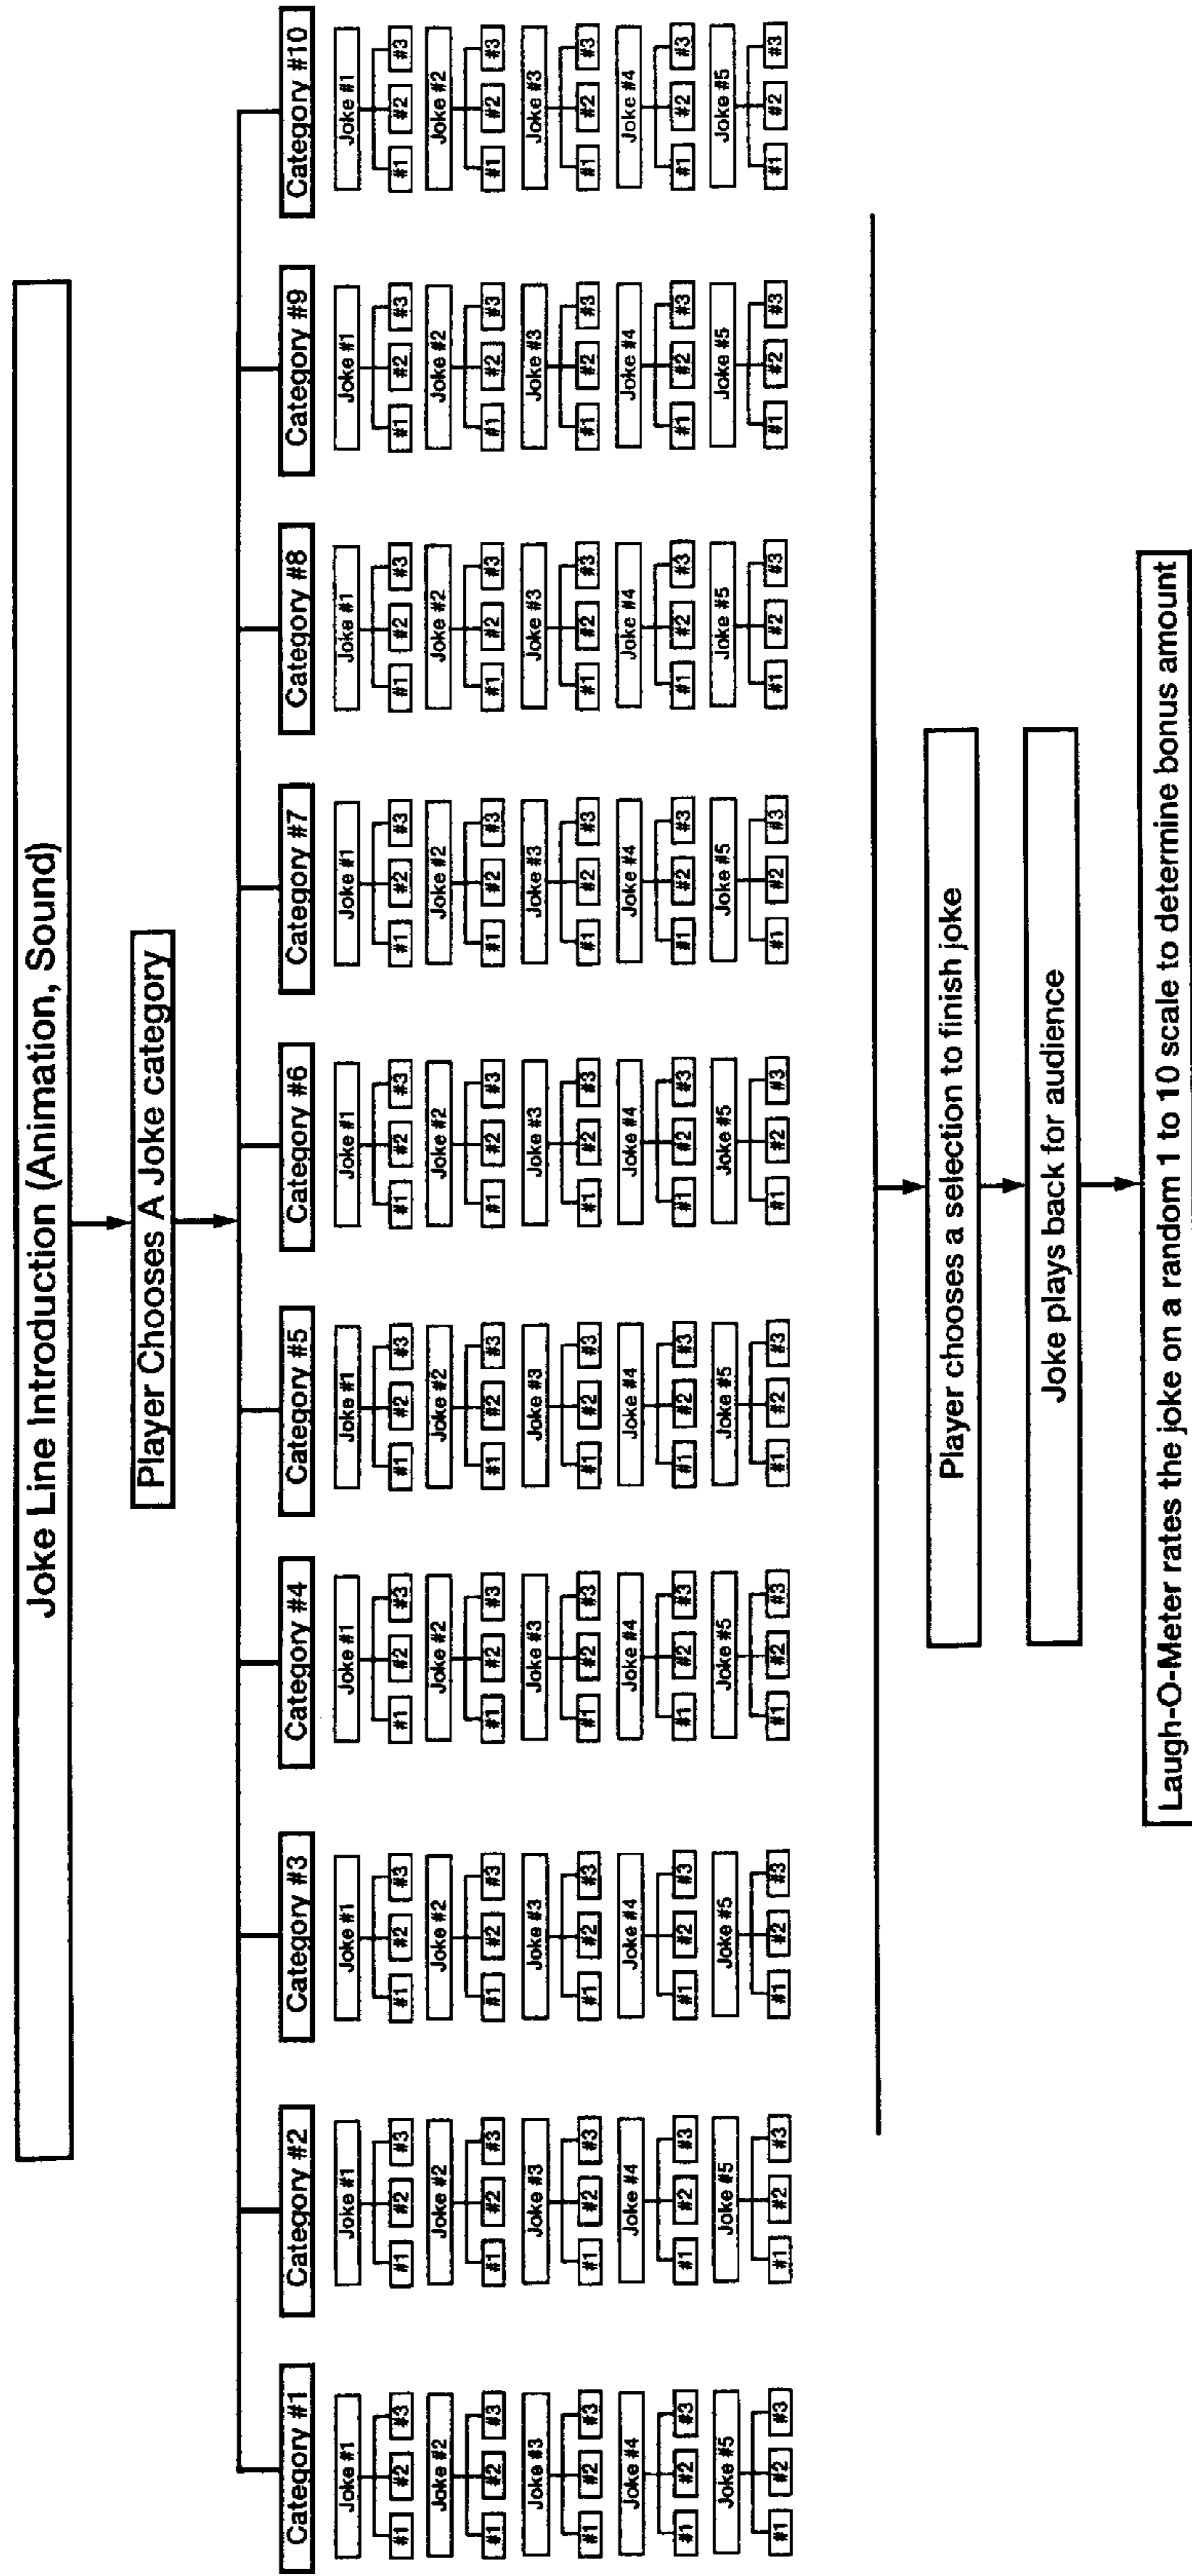 Joke Line Introduction (Animation, Sound)
Player Chooses A Joke category
Category #1 Category #2 Category #3 Category #4 Category #5 Category #6 Category #7 Category #8 Category #9 Category #10
Joke #1 Joke #1 Joke #1 Joke #1 Joke #1 Joke #1 Joke #1 Joke #1 Joke #1 Joke #1
#1 #2 #3 #1 #2 #3 #1 #2 #3 #1 #2 #3 #1 #2 #3 #1 #2 #3 #1 #2 #3 #1 #2 #3 #1 #2 #3 #1 #2 #3
Joke #2 Joke #2 Joke #2 Joke #2 Joke #2 Joke #2 Joke #2 Joke #2 Joke #2 Joke #2
#1 #2 #3 #1 #2 #3 #1 #2 #3 #1 #2 #3 #1 #2 #3 #1 #2 #3 #1 #2 #3 #1 #2 #3 #1 #2 #3 #1 #2 #3
Joke #3 Joke #3 Joke #3 Joke #3 Joke #3 Joke #3 Joke #3 Joke #3 Joke #3 Joke #3
#1 #2 #3 #1 #2 #3 #1 #2 #3 #1 #2 #3 #1 #2 #3 #1 #2 #3 #1 #2 #3 #1 #2 #3 #1 #2 #3 #1 #2 #3
Joke #4 Joke #4 Joke #4 Joke #4 Joke #4 Joke #4 Joke #4 Joke #4 Joke #4 Joke #4
#1 #2 #3 #1 #2 #3 #1 #2 #3 #1 #2 #3 #1 #2 #3 #1 #2 #3 #1 #2 #3 #1 #2 #3 #1 #2 #3 #1 #2 #3
Joke #5 Joke #5 Joke #5 Joke #5 Joke #5 Joke #5 Joke #5 Joke #5 Joke #5 Joke #5
#1 #2 #3 #1 #2 #3 #1 #2 #3 #1 #2 #3 #1 #2 #3 #1 #2 #3 #1 #2 #3 #1 #2 #3 #1 #2 #3 #1 #2 #3
Player chooses a selection to finish joke
Joke plays back for audience
Laugh-O-Meter rates the joke on a random 1 to 10 scale to determine bonus amount